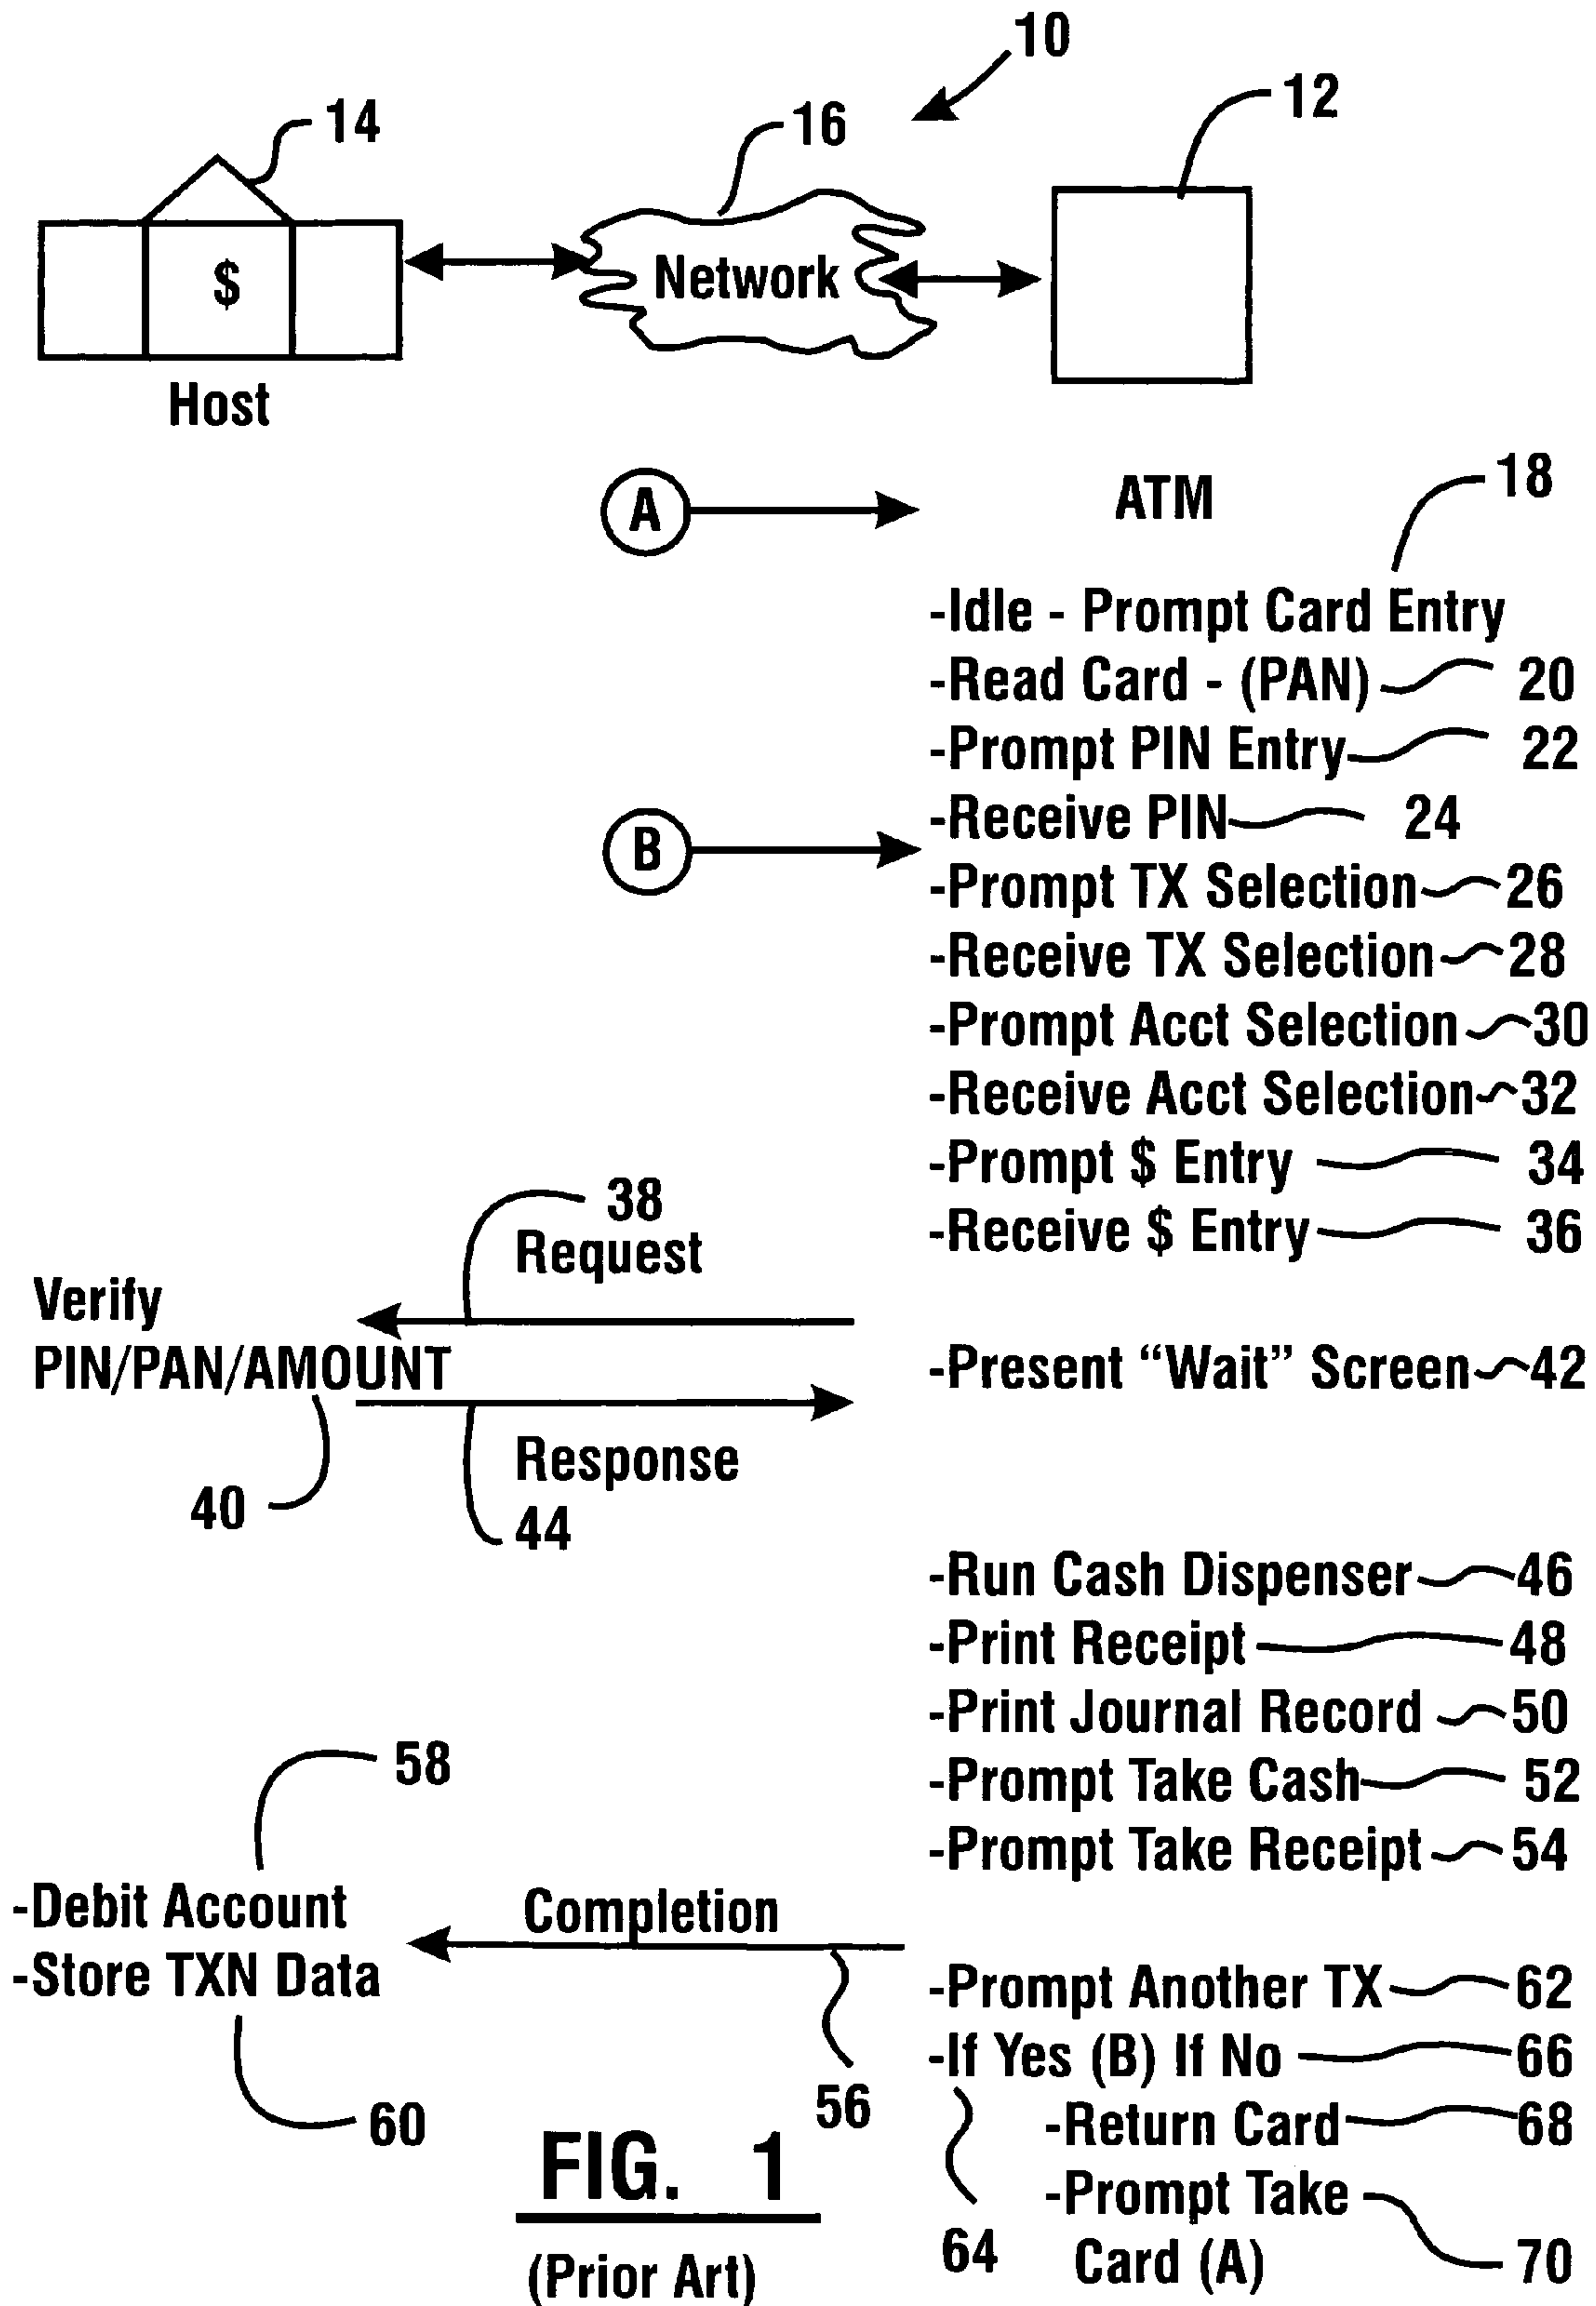 10
12
14
16
$
Network
Host
A
ATM
18
-Idle - Prompt Card Entry
-Read Card - (PAN) 20
-Prompt PIN Entry 22
-Receive PIN 24
B
-Prompt TX Selection 26
-Receive TX Selection 28
-Prompt Acct Selection 30
-Receive Acct Selection 32
-Prompt $ Entry 34
-Receive $ Entry 36
38
Request
Verify
PIN/PAN/AMOUNT
-Present “Wait” Screen 42
Response
40
44
-Run Cash Dispenser 46
-Print Receipt 48
-Print Journal Record 50
-Prompt Take Cash 52
-Prompt Take Receipt 54
58
-Debit Account
-Store TXN Data
Completion
56
60
-Prompt Another TX 62
-If Yes (B) If No 66
-Return Card 68
-Prompt Take
Card (A) 70
64
FIG. 1
(Prior Art)